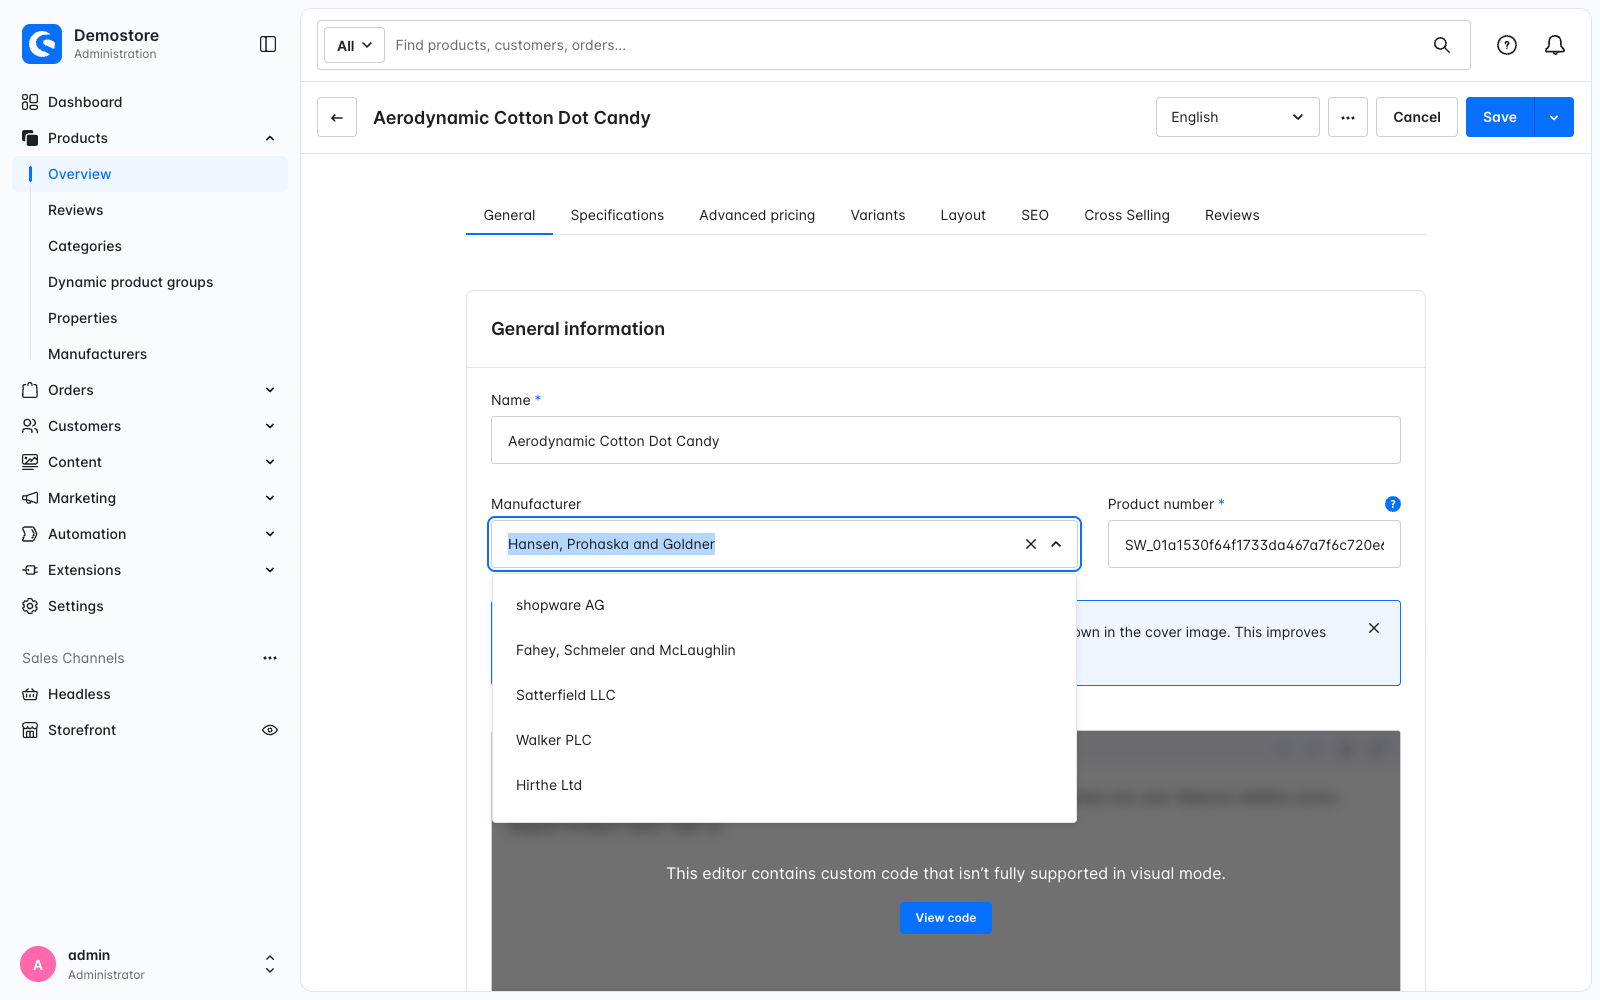 Demostore
Administration
All
Find products, customers, orders...
Dashboard
Products
Overview
Reviews
Categories
Dynamic product groups
Properties
Manufacturers
Orders
Customers
Content
Marketing
Automation
Extensions
Settings
Sales Channels
Headless
Storefront
A
admin
Administrator
Aerodynamic Cotton Dot Candy
English
Cancel
Save
General
Specifications
Advanced pricing
Variants
Layout
SEO
Cross Selling
Reviews
General information
Name *
Aerodynamic Cotton Dot Candy
Manufacturer
Product number *
?
Hansen, Prohaska and Goldner
SW_01a1530f64f1733da467a7f6c720e
shopware AG
Fahey, Schmeler and McLaughlin
Satterfield LLC
Walker PLC
Hirthe Ltd
in the cover image. This improves
This editor contains custom code that isn't fully supported in visual mode.
View code